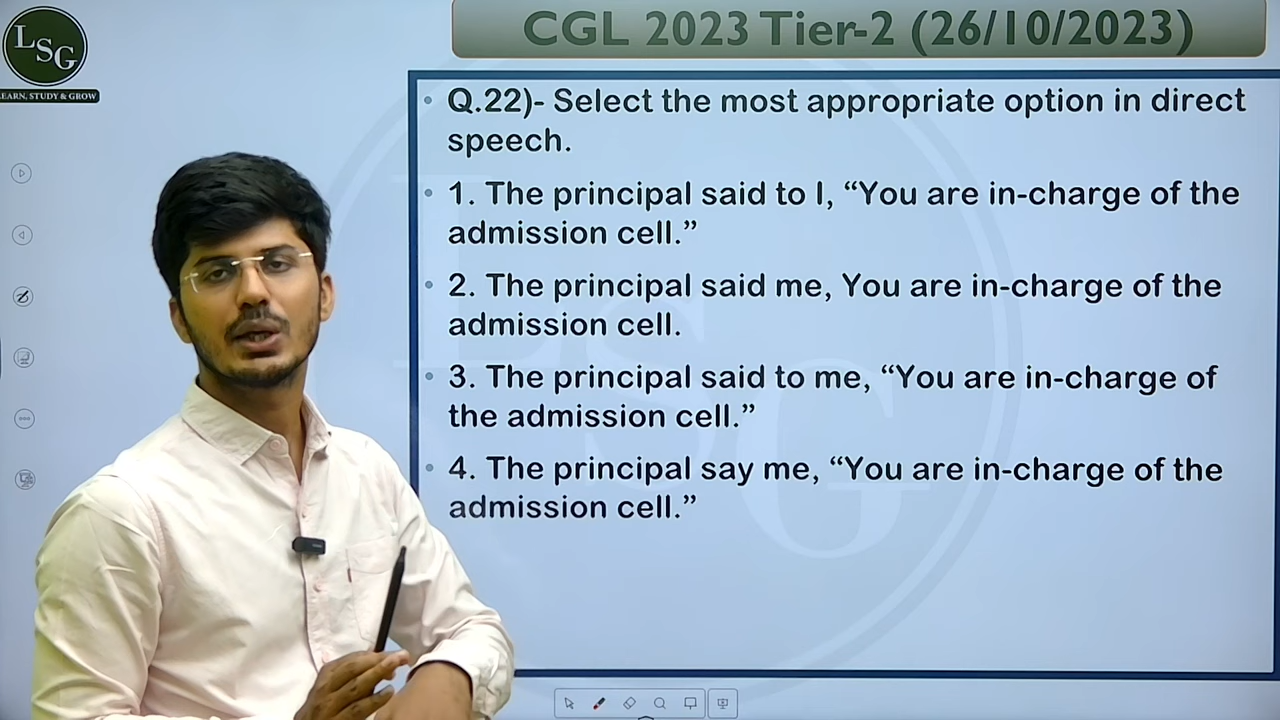 LSG
LEARN, STUDY & GROW
CGL 2023 Tier-2 (26/10/2023)
• Q.22)- Select the most appropriate option in direct
speech.
• 1. The principal said to I, “You are in-charge of the
admission cell.”
• 2. The principal said me, You are in-charge of the
admission cell.
• 3. The principal said to me, “You are in-charge of
the admission cell.”
• 4. The principal say me, “You are in-charge of the
admission cell.”